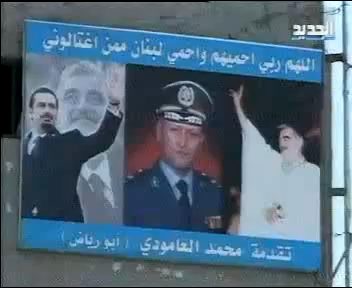 الجديد
اللهم ربي احميهم واحمي لبنان ممن اغتالوني
تقدمة محمد العامودي (ابو رياض)